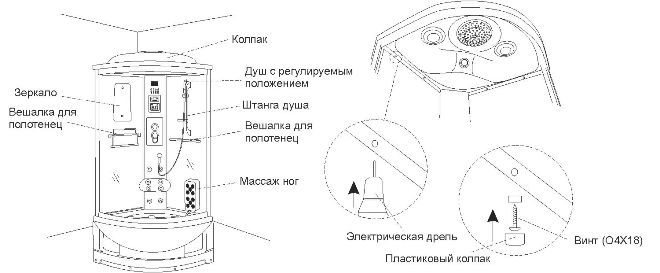 Колпак
Душ с регулируемым
положением
Зеркало
Штанга душа
Вешалка для
полотенец
Вешалка для
полотенец
Массаж ног
Электрическая дрель
Винт (O4X18)
Пластиковый колпак